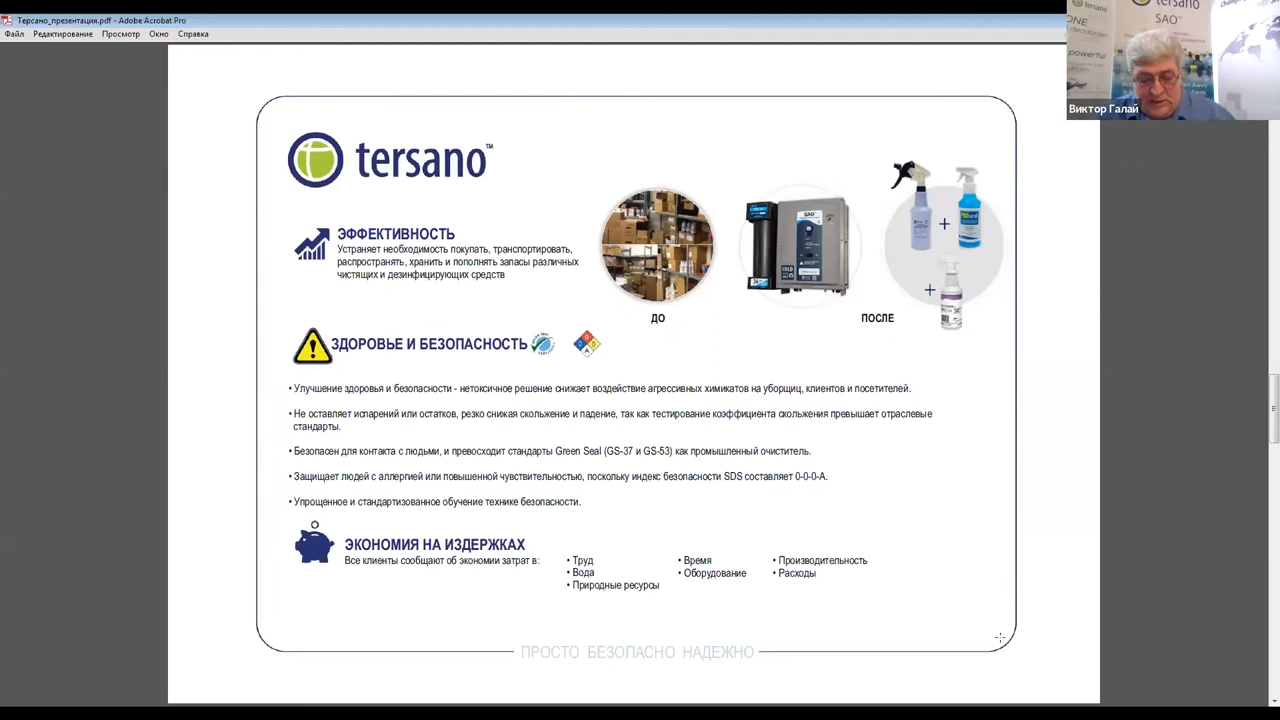 Терсано_презентация.pdf - Adobe Acrobat Pro
Файл Редактирование Просмотр Окно Справка
tersano™
SAO™
ONE
deodorizer
powerful
Виктор Галай
ЭФФЕКТИВНОСТЬ
Устраняет необходимость покупать, транспортировать,
распространять, хранить и пополнять запасы различных
чистящих и дезинфицирующих средств
SAO
COLD
+
+
ДО
ПОСЛЕ
ЗДОРОВЬЕ И БЕЗОПАСНОСТЬ
• Улучшение здоровья и безопасности - нетоксичное решение снижает воздействие агрессивных химикатов на уборщиц, клиентов и посетителей.
• Не оставляет испарений или остатков, резко снижая скольжение и падение, так как тестирование коэффициента скольжения превышает отраслевые
стандарты.
• Безопасен для контакта с людьми, и превосходит стандарты Green Seal (GS-37 и GS-53) как промышленный очиститель.
• Защищает людей с аллергией или повышенной чувствительностью, поскольку индекс безопасности SDS составляет 0-0-0-A.
• Упрощенное и стандартизованное обучение технике безопасности.
ЭКОНОМИЯ НА ИЗДЕРЖКАХ
Все клиенты сообщают об экономии затрат в:
• Труд
• Вода
• Природные ресурсы
• Время
• Оборудование
• Производительность
• Расходы
ПРОСТО БЕЗОПАСНО НАДЕЖНО